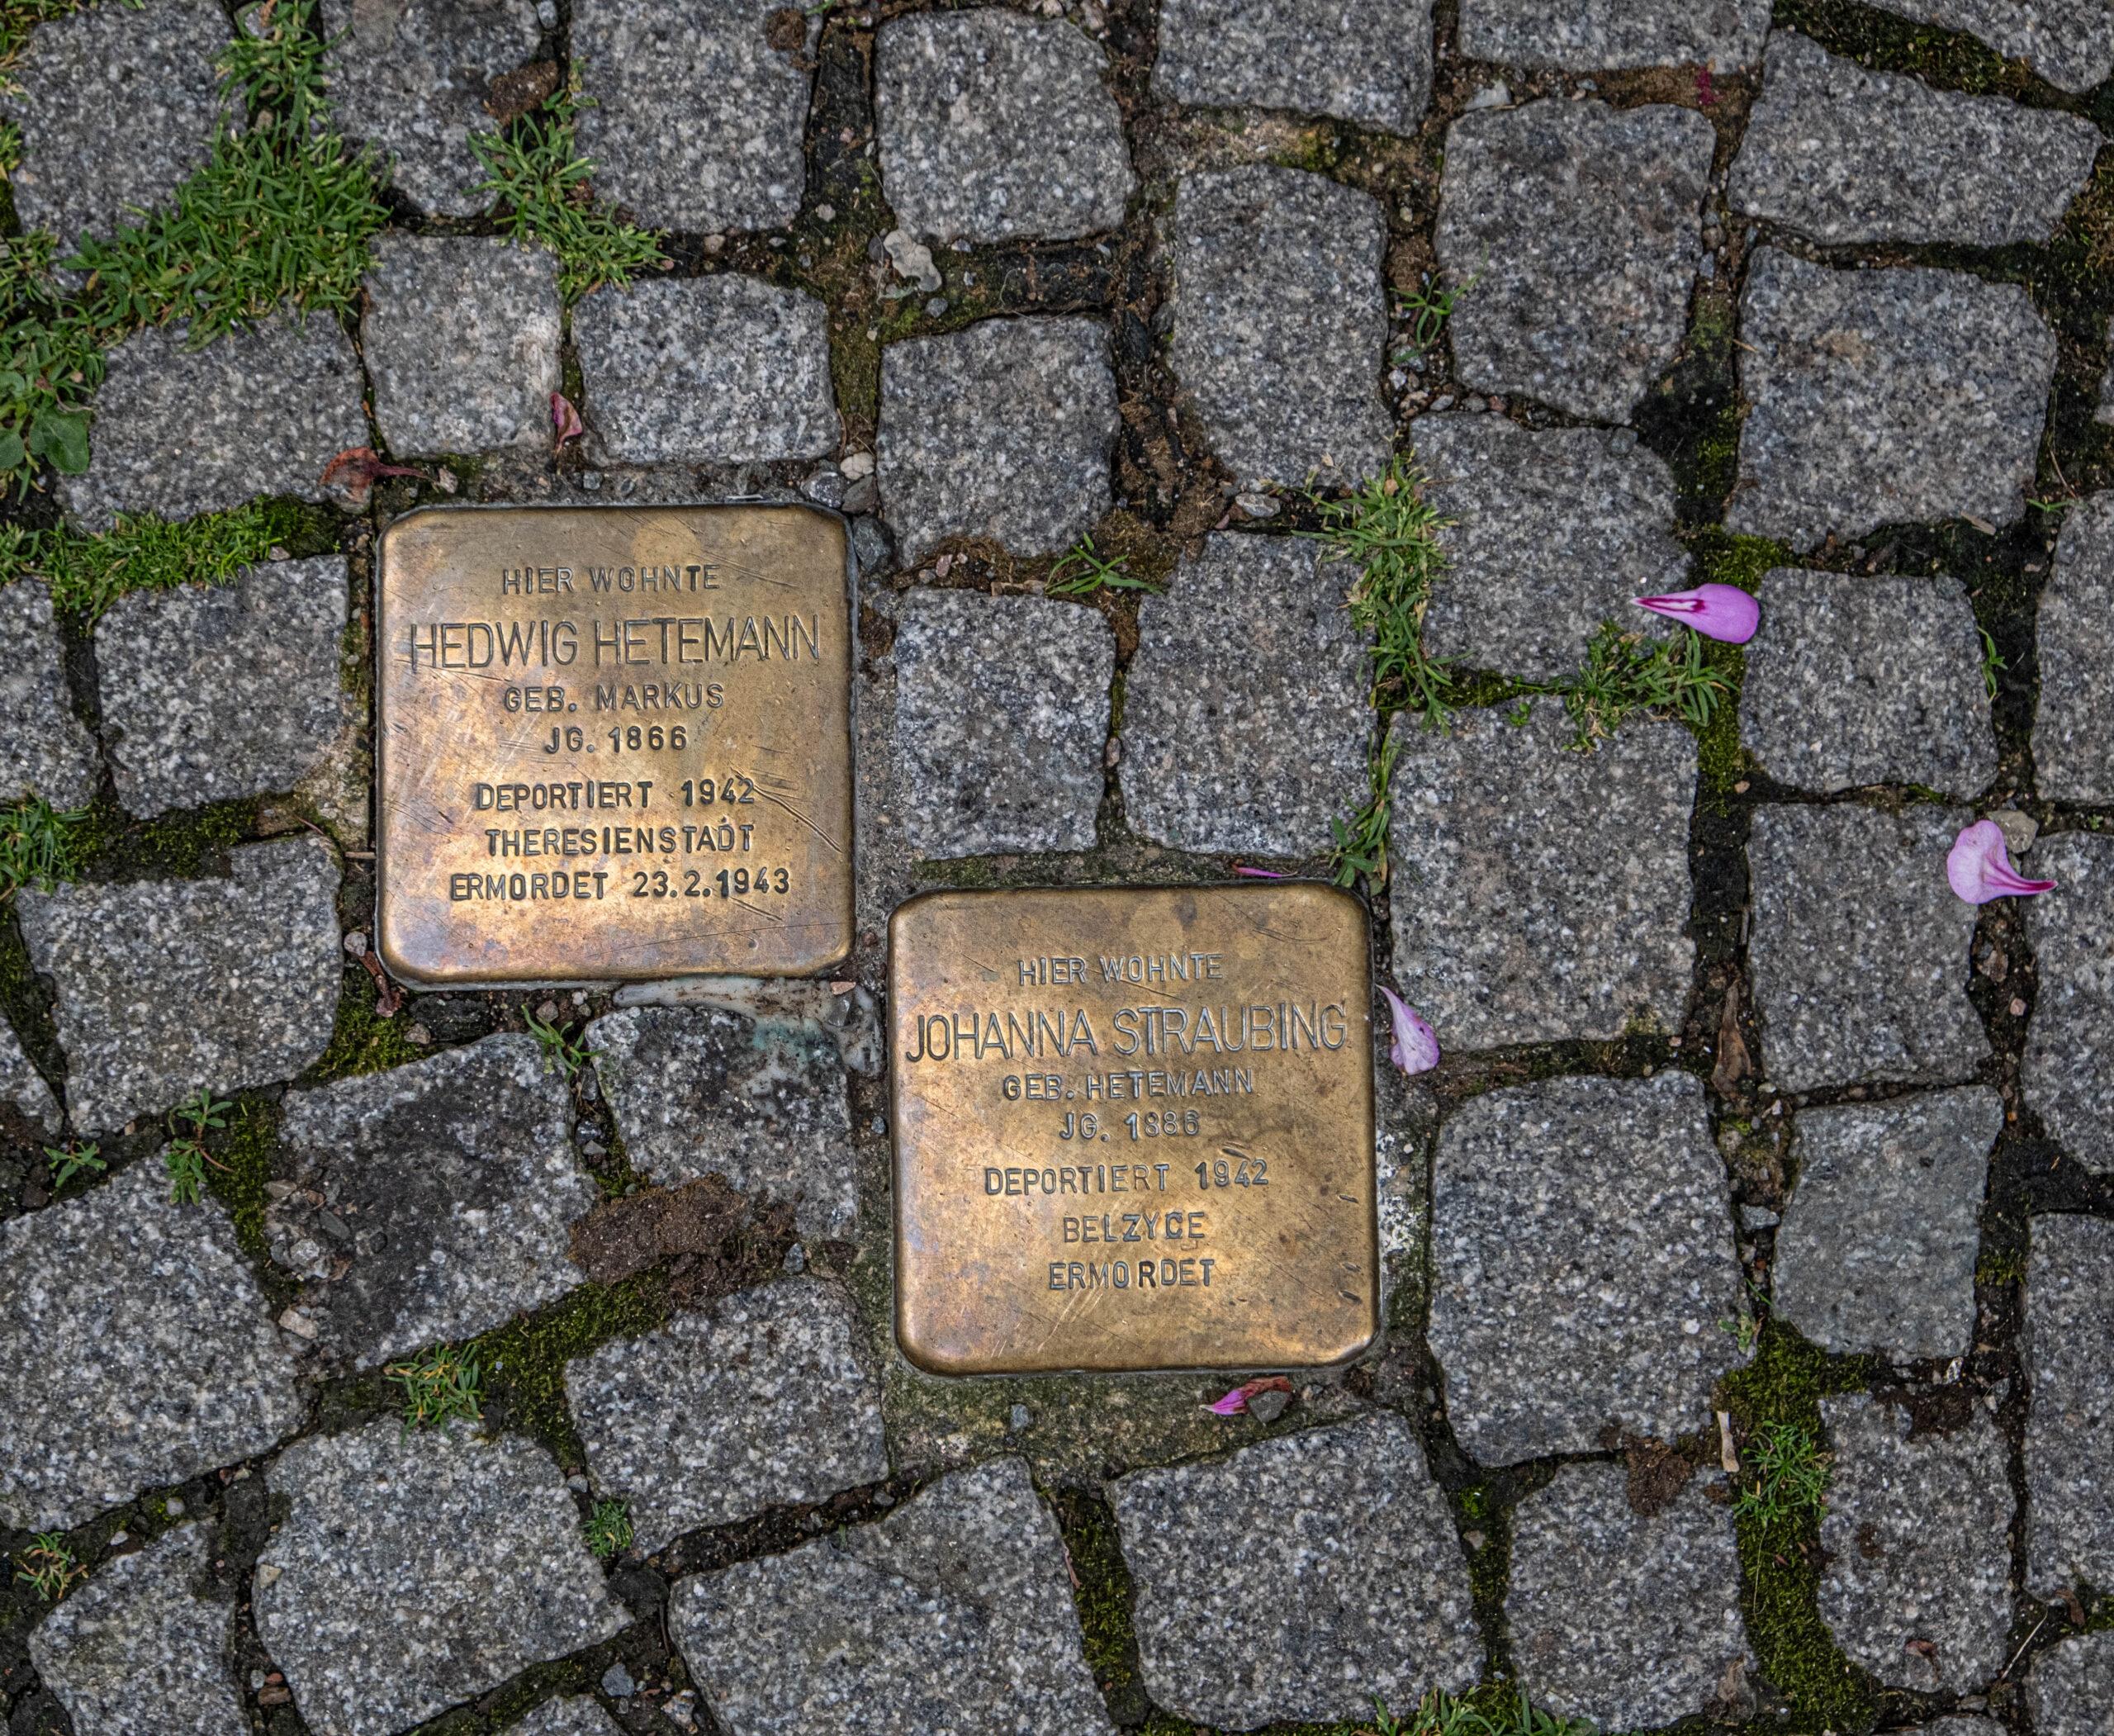 HIER WOHNTE
HEDWIG HETEMANN
GEB. MARKUS
JG. 1866
DEPORTIERT 1942
THERESIENSTADT
ERMORDET 23.2.1943
HIER WOHNTE
JOHANNA STRAUBING
GEB. HETEMANN
JG. 1886
DEPORTIERT 1942
BELZYCE
ERMORDET